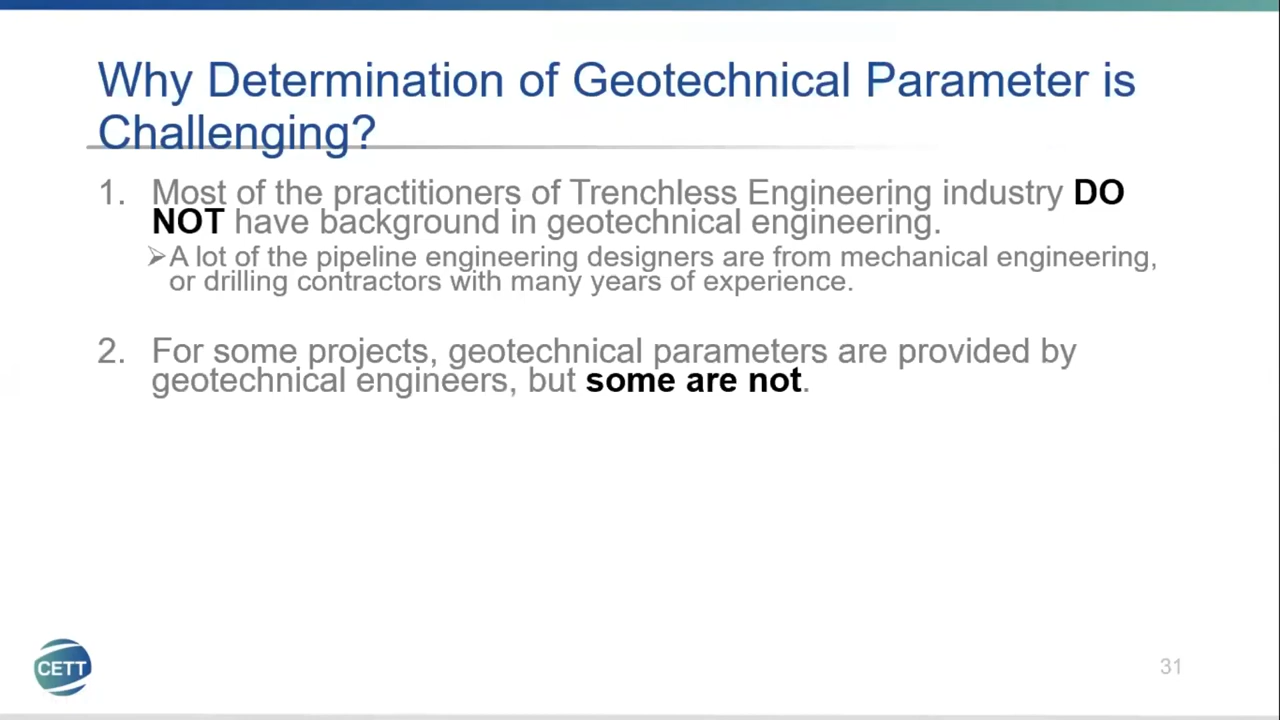 Why Determination of Geotechnical Parameter is
Challenging?
1. Most of the practitioners of Trenchless Engineering industry DO
NOT have background in geotechnical engineering.
➢A lot of the pipeline engineering designers are from mechanical engineering,
or drilling contractors with many years of experience.
2. For some projects, geotechnical parameters are provided by
geotechnical engineers, but some are not.
CETT
31